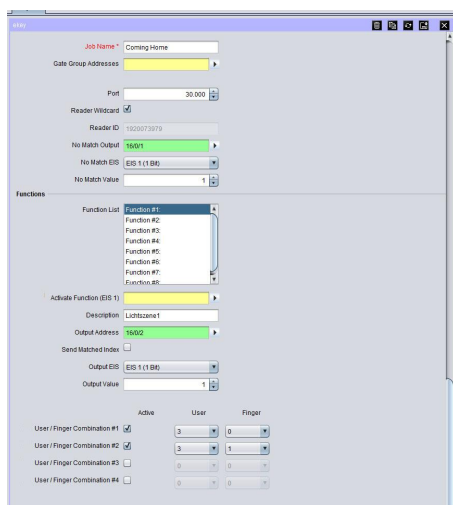 eKey
Job Name * Coming Home
Gate Group Addresses
Port 30.000
Reader Wildcard
Reader ID 1920073979
No Match Output 16/0/1
No Match EIS EIS 1 (1 Bit)
No Match Value 1
Functions
Function List Function #1:
Function #2:
Function #3:
Function #4:
Function #5:
Function #6:
Function #7:
Function #8:
Activate Function (EIS 1)
Description Lichtszene1
Output Address 16/0/2
Send Matched Index
Output EIS EIS 1 (1 Bit)
Output Value 1
Active User Finger
User / Finger Combination #1 3 0
User / Finger Combination #2 3 1
User / Finger Combination #3 0 0
User / Finger Combination #4 0 0